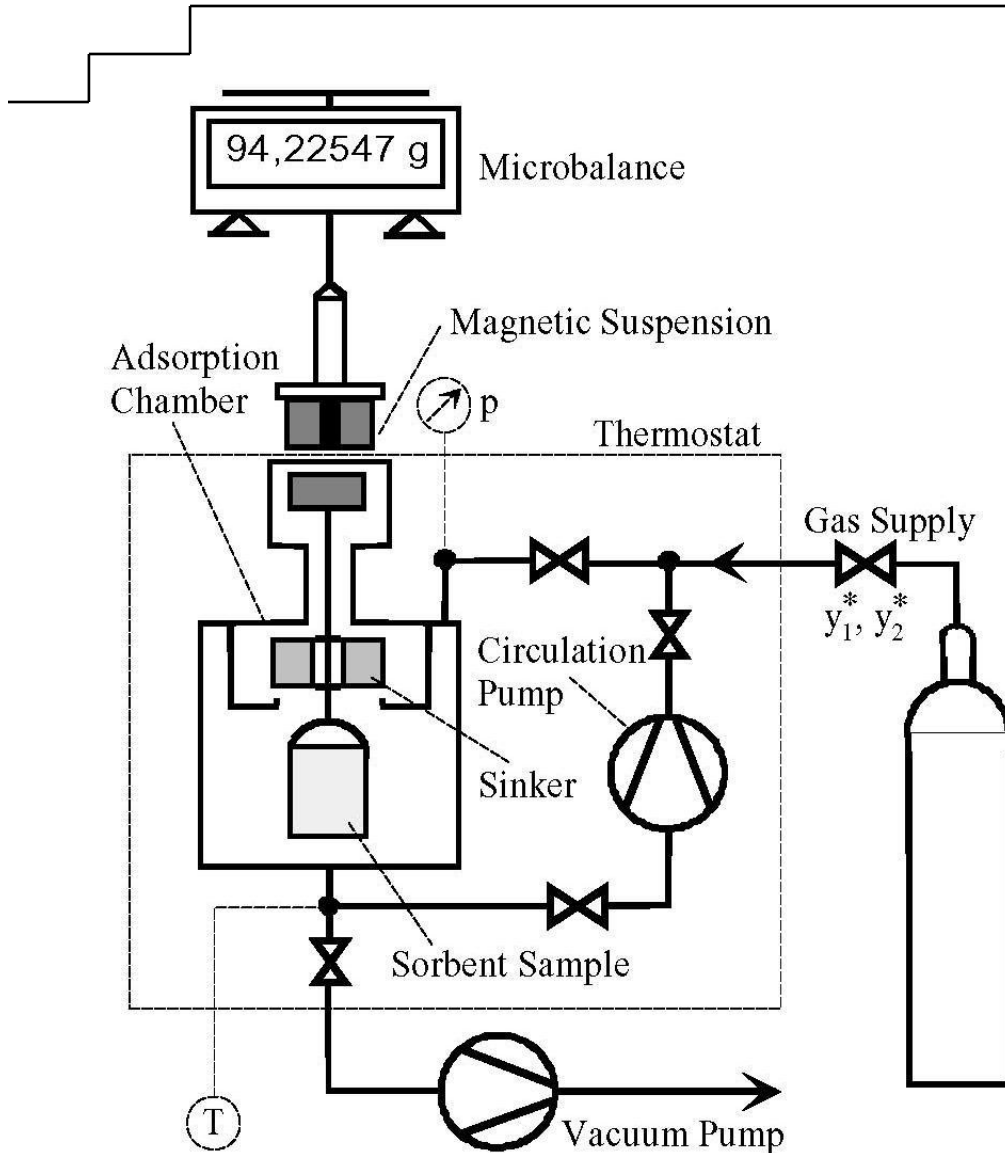 94,22547 g
Microbalance
Magnetic Suspension
Adsorption
Chamber
p
Thermostat
Gas Supply
y₁*, y₂*
Circulation
Pump
Sinker
Sorbent Sample
T
Vacuum Pump